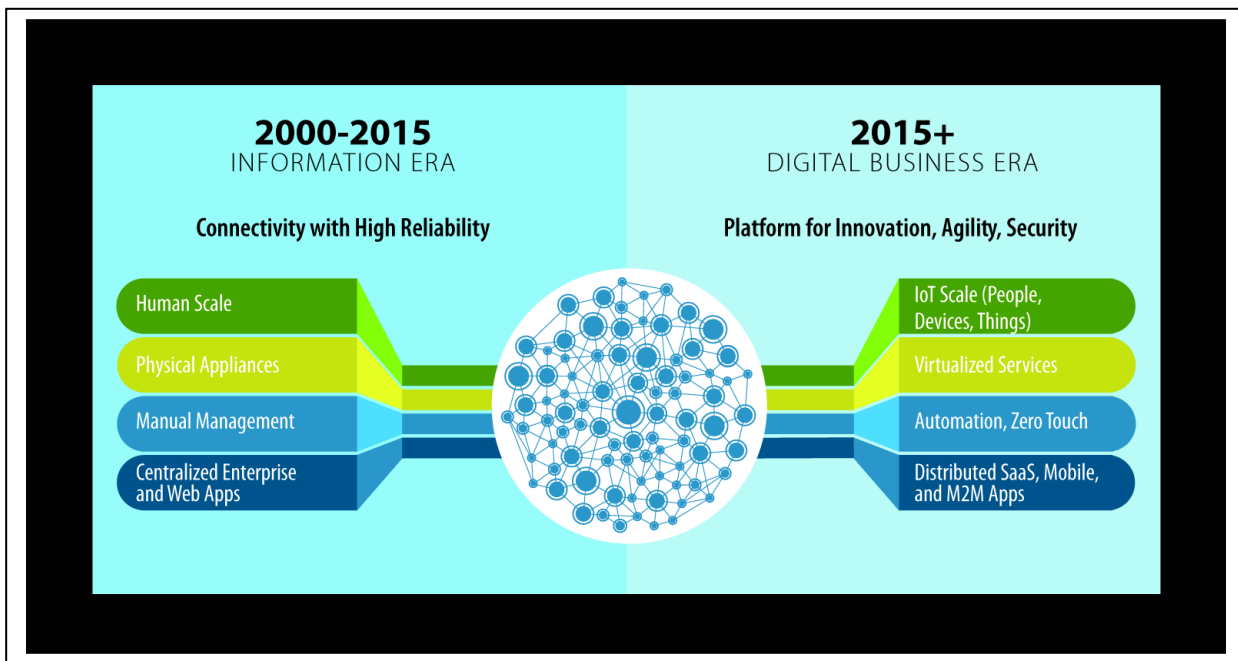 2000-2015
INFORMATION ERA
Connectivity with High Reliability
Human Scale
Physical Appliances
Manual Management
Centralized Enterprise
and Web Apps
2015+
DIGITAL BUSINESS ERA
Platform for Innovation, Agility, Security
IoT Scale (People,
Devices, Things)
Virtualized Services
Automation, Zero Touch
Distributed SaaS, Mobile,
and M2M Apps